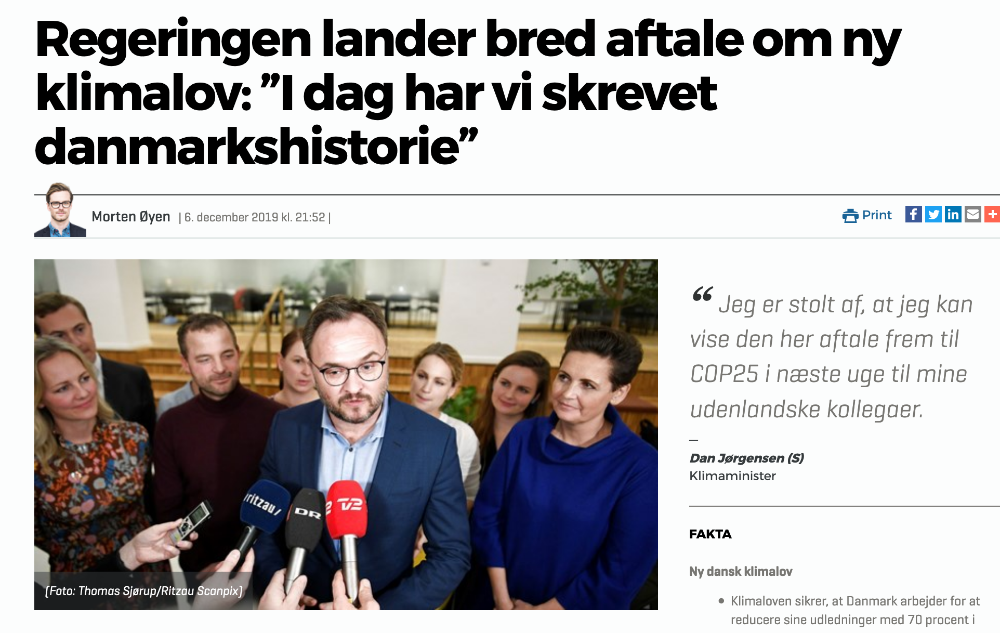 Regeringen lander bred aftale om ny
klimalov: ”I dag har vi skrevet
danmarkshistorie”
Morten Øyen | 6. december 2019 kl. 21:52 |
Print
“ Jeg er stolt af, at jeg kan
vise den her aftale frem til
COP25 i næste uge til mine
udenlandske kollegaer.
—
Dan Jørgensen (S)
Klimaminister
FAKTA
Ny dansk klimalov
• Klimaloven sikrer, at Danmark arbejder for at
reducere sine udledninger med 70 procent i
/ritzau/
DR
2 TV2
(Foto: Thomas Sjørup/Ritzau Scanpix)